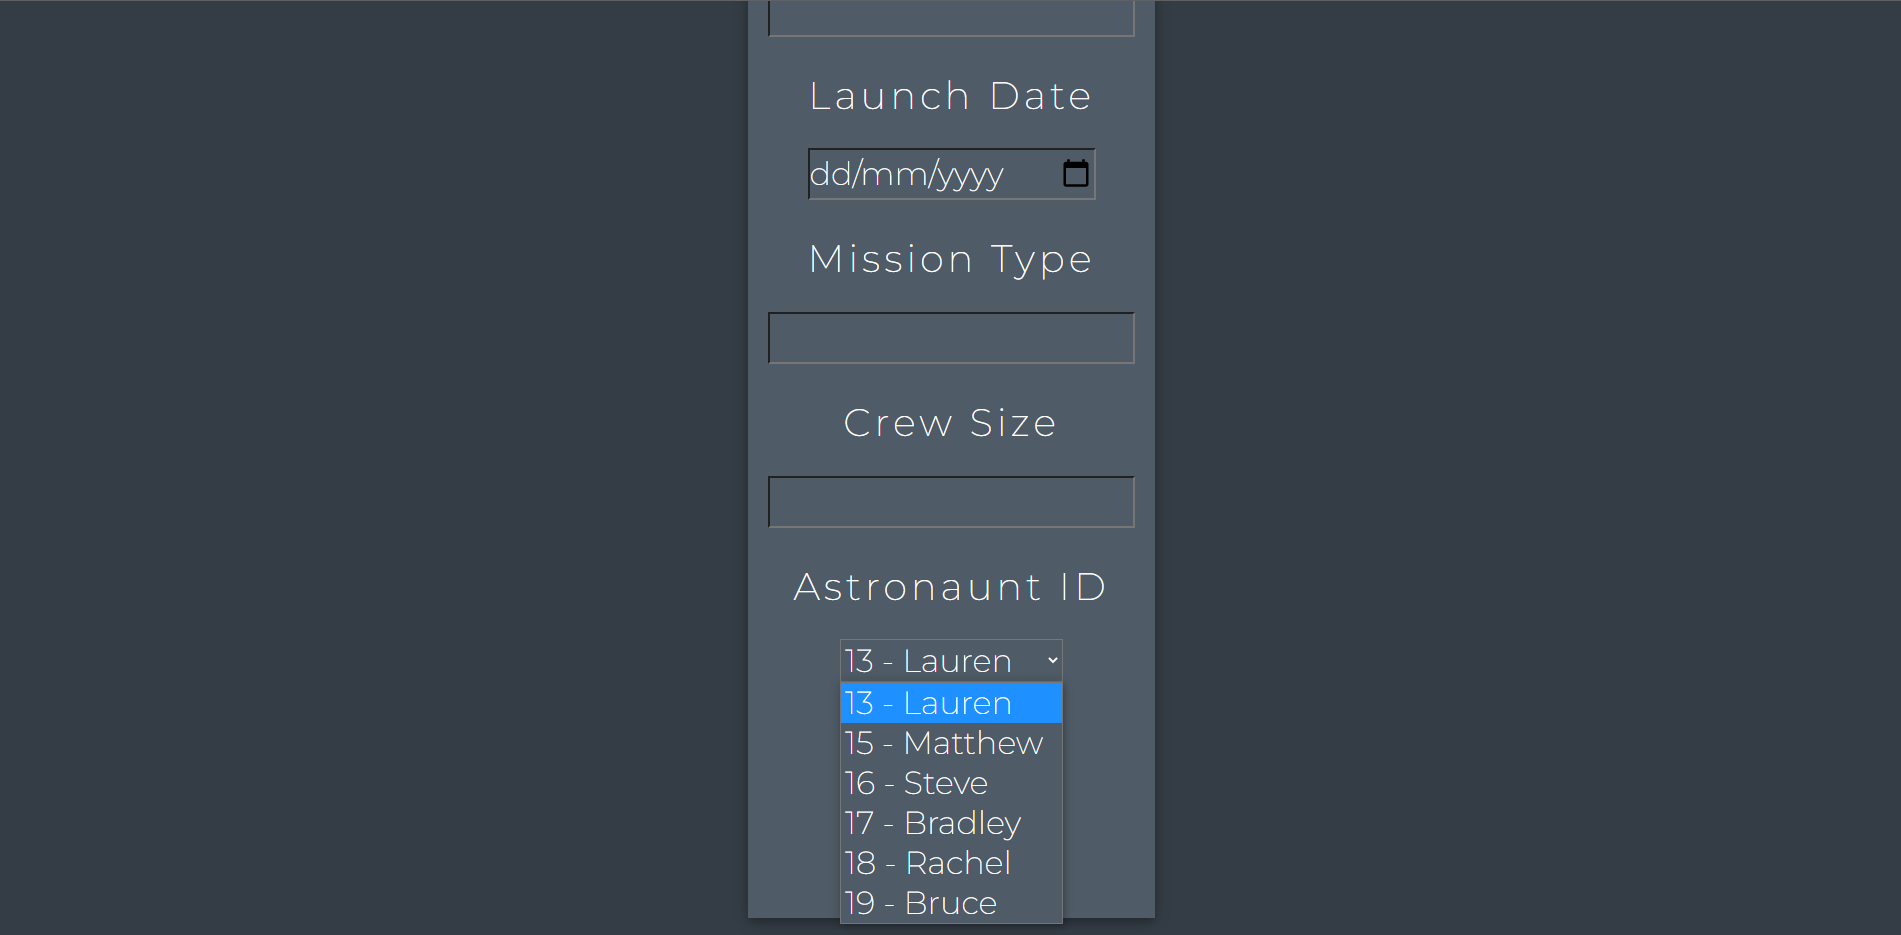 Launch Date
dd/mm/yyyy
Mission Type
Crew Size
Astronaunt ID
13 - Lauren
13 - Lauren
15 - Matthew
16 - Steve
17 - Bradley
18 - Rachel
19 - Bruce